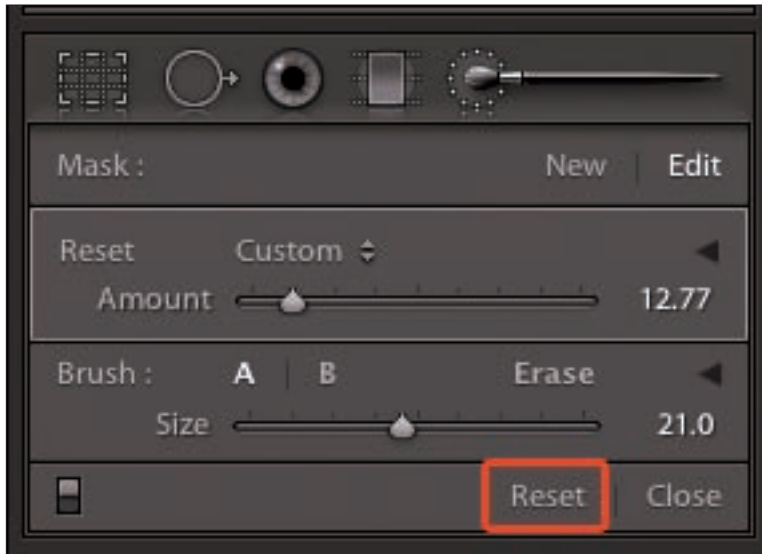 Mask : New Edit
Reset Custom
Amount 12.77
Brush : A B Erase
Size 21.0
Reset Close